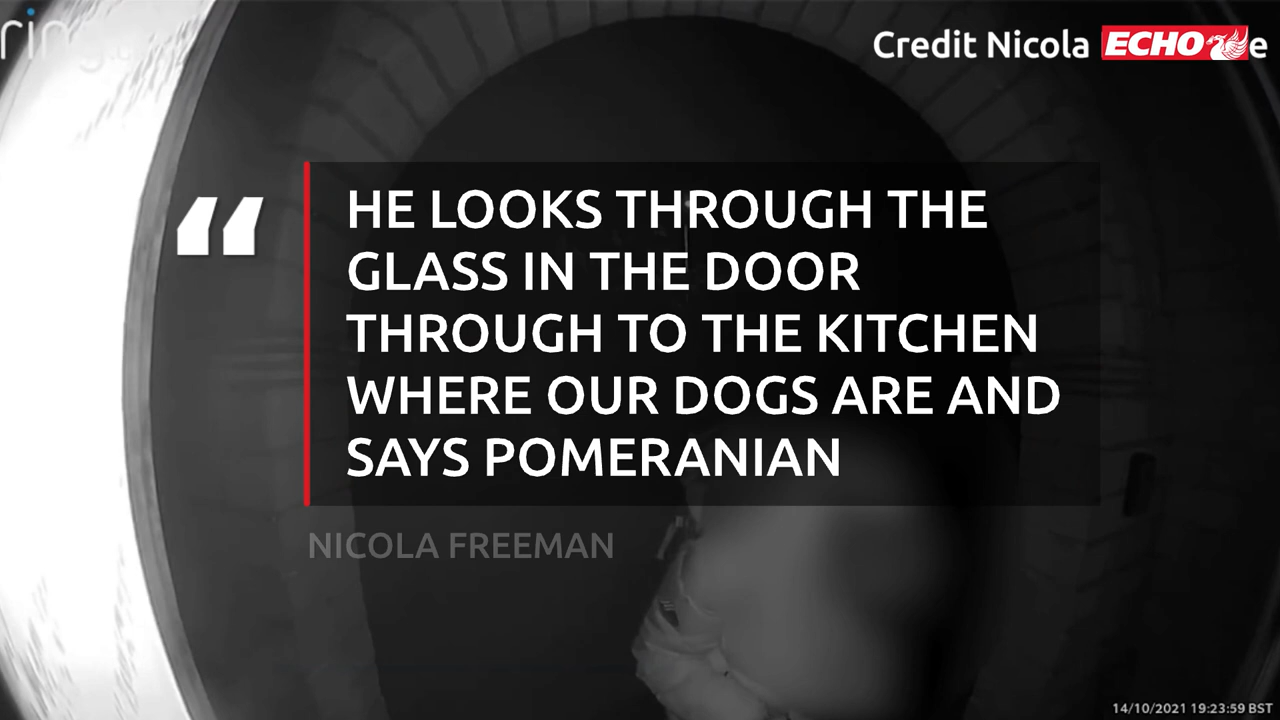 ring
Credit Nicola ECHO e
“
HE LOOKS THROUGH THE
GLASS IN THE DOOR
THROUGH TO THE KITCHEN
WHERE OUR DOGS ARE AND
SAYS POMERANIAN
NICOLA FREEMAN
14/10/2021 19:23:59 BST